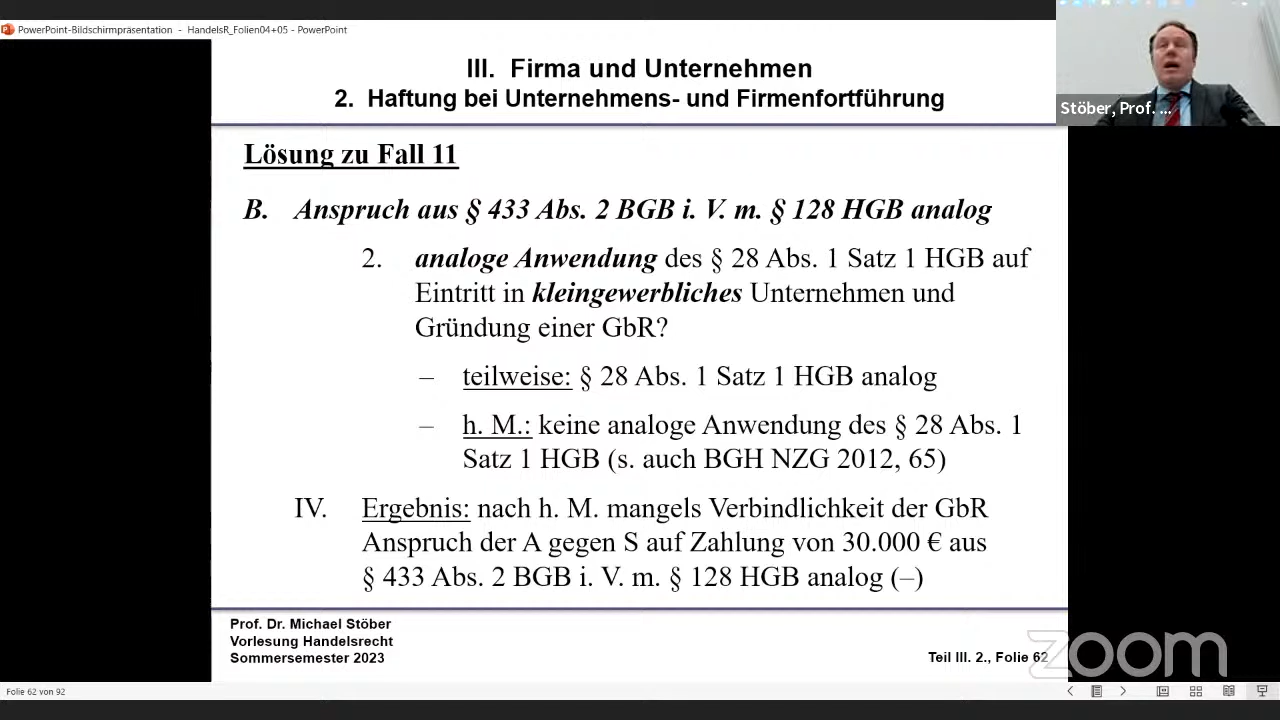 PowerPoint-Bildschirmpräsentation - HandelsR_Folien04+05 - PowerPoint
III. Firma und Unternehmen
2. Haftung bei Unternehmens- und Firmenfortführung
Stöber, Prof. ...
Lösung zu Fall 11
B. Anspruch aus § 433 Abs. 2 BGB i. V. m. § 128 HGB analog
2. analoge Anwendung des § 28 Abs. 1 Satz 1 HGB auf
Eintritt in kleingewerbliches Unternehmen und
Gründung einer GbR?
– teilweise: § 28 Abs. 1 Satz 1 HGB analog
– h. M.: keine analoge Anwendung des § 28 Abs. 1
Satz 1 HGB (s. auch BGH NZG 2012, 65)
IV. Ergebnis: nach h. M. mangels Verbindlichkeit der GbR
Anspruch der A gegen S auf Zahlung von 30.000 € aus
§ 433 Abs. 2 BGB i. V. m. § 128 HGB analog (–)
Prof. Dr. Michael Stöber
Vorlesung Handelsrecht
Sommersemester 2023
Teil III. 2., Folie 62
zoom
Folie 62 von 92